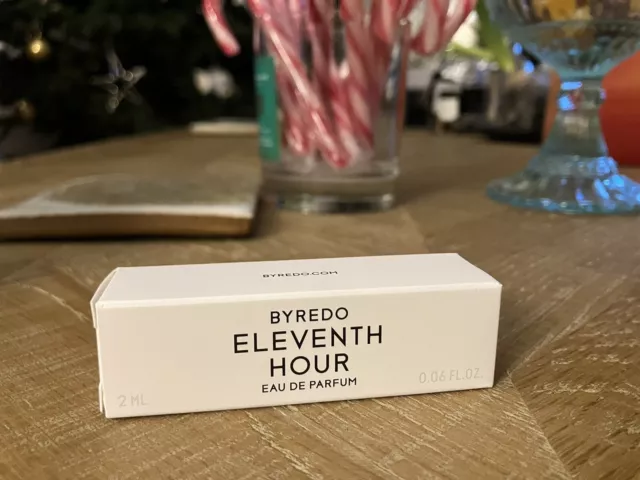 BYREDO.COM
BYREDO
ELEVENTH
HOUR
EAU DE PARFUM
2 ML
0.06 FL.OZ.